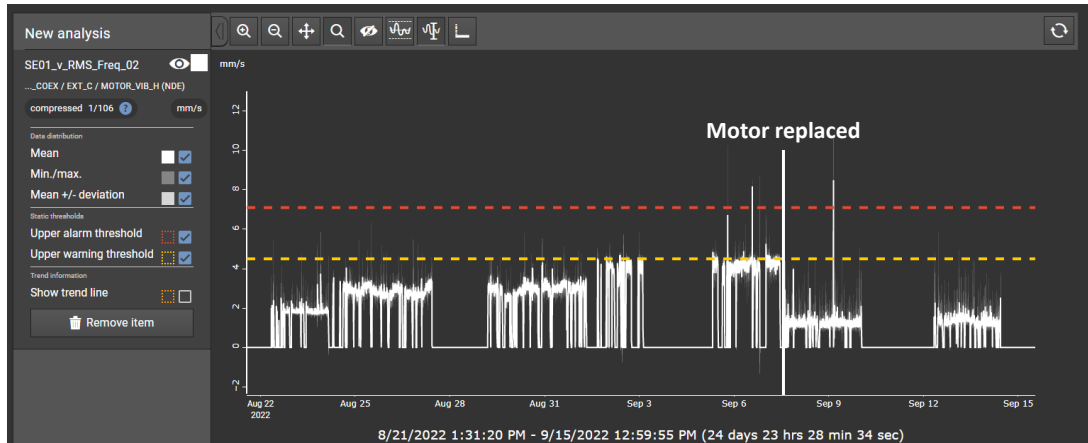 New analysis
SE01_v_RMS_Freq_02
..._COEX / EXT_C / MOTOR_VIB_H (NDE)
compressed 1/106 ?
mm/s
Data distribution
Mean
Min./max.
Mean +/- deviation
Static thresholds
Upper alarm threshold
Upper warning threshold
Trend information
Show trend line
Remove item
mm/s
12
10
8
6
4
2
0
-2
Motor replaced
Aug 22 Aug 25 Aug 28 Aug 31 Sep 3 Sep 6 Sep 9 Sep 12 Sep 15
2022
8/21/2022 1:31:20 PM - 9/15/2022 12:59:55 PM (24 days 23 hrs 28 min 34 sec)